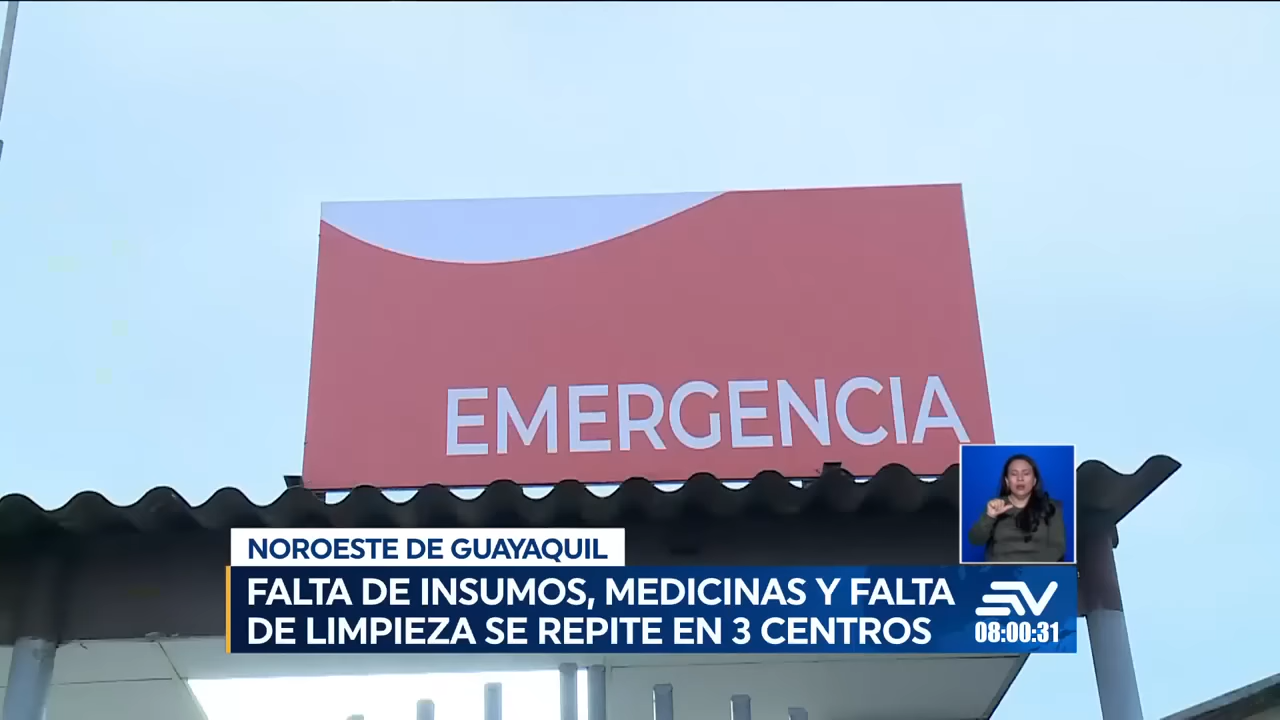 EMERGENCIA
NOROESTE DE GUAYAQUIL
FALTA DE INSUMOS, MEDICINAS Y FALTA
DE LIMPIEZA SE REPITE EN 3 CENTROS
08:00:31